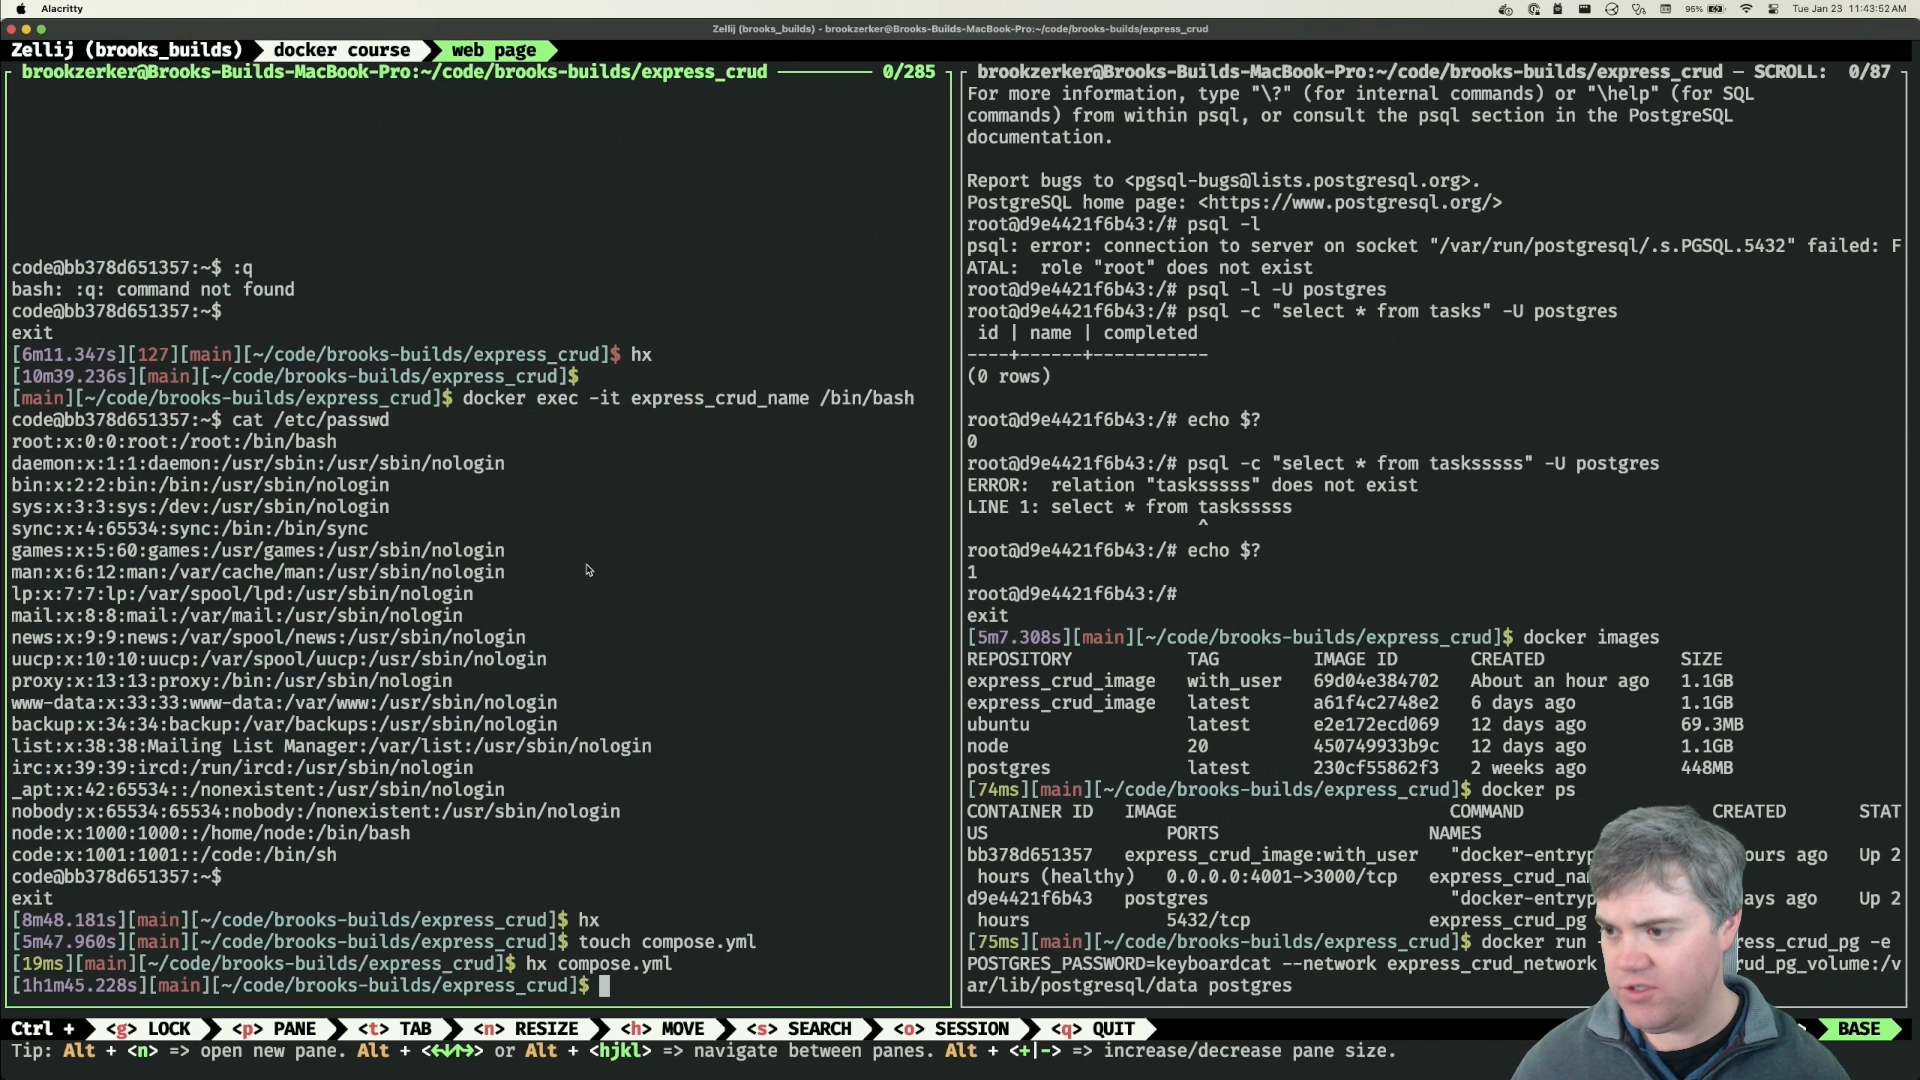 Alacritty
95%
Tue Jan 23 11:43:52 AM
Zellij (brooks_builds) - brookzerker@Brooks-Builds-MacBook-Pro:~/code/brooks-builds/express_crud
Zellij (brooks_builds) docker course web page
brookzerker@Brooks-Builds-MacBook-Pro:~/code/brooks-builds/express_crud 0/285
code@bb378d651357:~$ :q
bash: :q: command not found
code@bb378d651357:~$
exit
[6m11.347s][127][main][~/code/brooks-builds/express_crud]$ hx
[10m39.236s][main][~/code/brooks-builds/express_crud]$
[main][~/code/brooks-builds/express_crud]$ docker exec -it express_crud_name /bin/bash
code@bb378d651357:~$ cat /etc/passwd
root:x:0:0:root:/root:/bin/bash
daemon:x:1:1:daemon:/usr/sbin:/usr/sbin/nologin
bin:x:2:2:bin:/bin:/usr/sbin/nologin
sys:x:3:3:sys:/dev:/usr/sbin/nologin
sync:x:4:65534:sync:/bin:/bin/sync
games:x:5:60:games:/usr/games:/usr/sbin/nologin
man:x:6:12:man:/var/cache/man:/usr/sbin/nologin
lp:x:7:7:lp:/var/spool/lpd:/usr/sbin/nologin
mail:x:8:8:mail:/var/mail:/usr/sbin/nologin
news:x:9:9:news:/var/spool/news:/usr/sbin/nologin
uucp:x:10:10:uucp:/var/spool/uucp:/usr/sbin/nologin
proxy:x:13:13:proxy:/bin:/usr/sbin/nologin
www-data:x:33:33:www-data:/var/www:/usr/sbin/nologin
backup:x:34:34:backup:/var/backups:/usr/sbin/nologin
list:x:38:38:Mailing List Manager:/var/list:/usr/sbin/nologin
irc:x:39:39:ircd:/run/ircd:/usr/sbin/nologin
_apt:x:42:65534::/nonexistent:/usr/sbin/nologin
nobody:x:65534:65534:nobody:/nonexistent:/usr/sbin/nologin
node:x:1000:1000::/home/node:/bin/bash
code:x:1001:1001::/code:/bin/sh
code@bb378d651357:~$
exit
[8m48.181s][main][~/code/brooks-builds/express_crud]$ hx
[5m47.960s][main][~/code/brooks-builds/express_crud]$ touch compose.yml
[19ms][main][~/code/brooks-builds/express_crud]$ hx compose.yml
[1h1m45.228s][main][~/code/brooks-builds/express_crud]$
brookzerker@Brooks-Builds-MacBook-Pro:~/code/brooks-builds/express_crud — SCROLL: 0/87
For more information, type "\?" (for internal commands) or "\help" (for SQL
commands) from within psql, or consult the psql section in the PostgreSQL
documentation.
Report bugs to <pgsql-bugs@lists.postgresql.org>.
PostgreSQL home page: <https://www.postgresql.org/>
root@d9e4421f6b43:/# psql -l
psql: error: connection to server on socket "/var/run/postgresql/.s.PGSQL.5432" failed: F
ATAL:  role "root" does not exist
root@d9e4421f6b43:/# psql -l -U postgres
root@d9e4421f6b43:/# psql -c "select * from tasks" -U postgres
id | name | completed
----+------+-----------
(0 rows)
root@d9e4421f6b43:/# echo $?
0
root@d9e4421f6b43:/# psql -c "select * from tasksssss" -U postgres
ERROR:  relation "tasksssss" does not exist
LINE 1: select * from tasksssss
^
root@d9e4421f6b43:/# echo $?
1
root@d9e4421f6b43:/#
exit
[5m7.308s][main][~/code/brooks-builds/express_crud]$ docker images
REPOSITORY TAG IMAGE ID CREATED SIZE
express_crud_image with_user 69d04e384702 About an hour ago 1.1GB
express_crud_image latest a61f4c2748e2 6 days ago 1.1GB
ubuntu latest e2e172ecd069 12 days ago 69.3MB
node 20 450749933b9c 12 days ago 1.1GB
postgres latest 230cf55862f3 2 weeks ago 448MB
[74ms][main][~/code/brooks-builds/express_crud]$ docker ps
CONTAINER ID IMAGE COMMAND CREATED STAT
US PORTS NAMES
bb378d651357 express_crud_image:with_user "docker-entryp ours ago Up 2
hours (healthy) 0.0.0.0:4001->3000/tcp express_crud_na
d9e4421f6b43 postgres "docker-entryp ays ago Up 2
hours 5432/tcp express_crud_pg
[75ms][main][~/code/brooks-builds/express_crud]$ docker run ress_crud_pg -e
POSTGRES_PASSWORD=keyboardcat --network express_crud_network rud_pg_volume:/v
ar/lib/postgresql/data postgres
Ctrl + <g> LOCK <p> PANE <t> TAB <n> RESIZE <h> MOVE <s> SEARCH <o> SESSION <q> QUIT BASE
Tip: Alt + <n> => open new pane. Alt + <←↓↑→> or Alt + <hjkl> => navigate between panes. Alt + <+|-> => increase/decrease pane size.